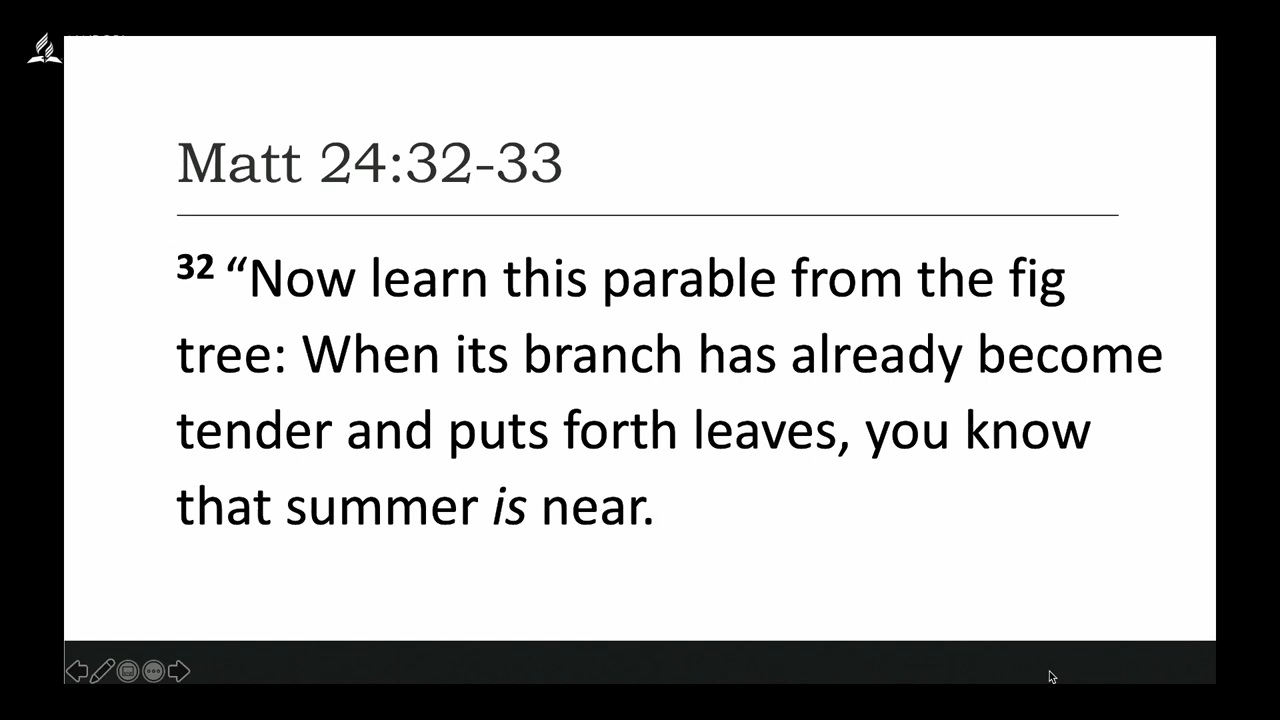 Matt 24:32-33
32 “Now learn this parable from the fig
tree: When its branch has already become
tender and puts forth leaves, you know
that summer is near.